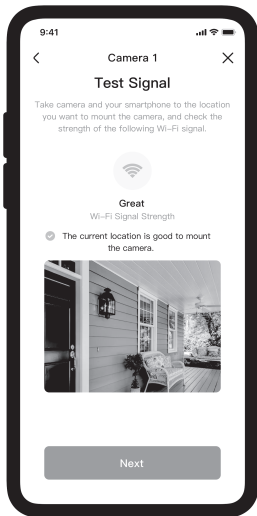 9:41
Camera 1
Test Signal
Take camera and your smartphone to the location
you want to mount the camera, and check the
strength of the following Wi-Fi signal.
Great
Wi-Fi Signal Strength
The current location is good to mount
the camera.
Next